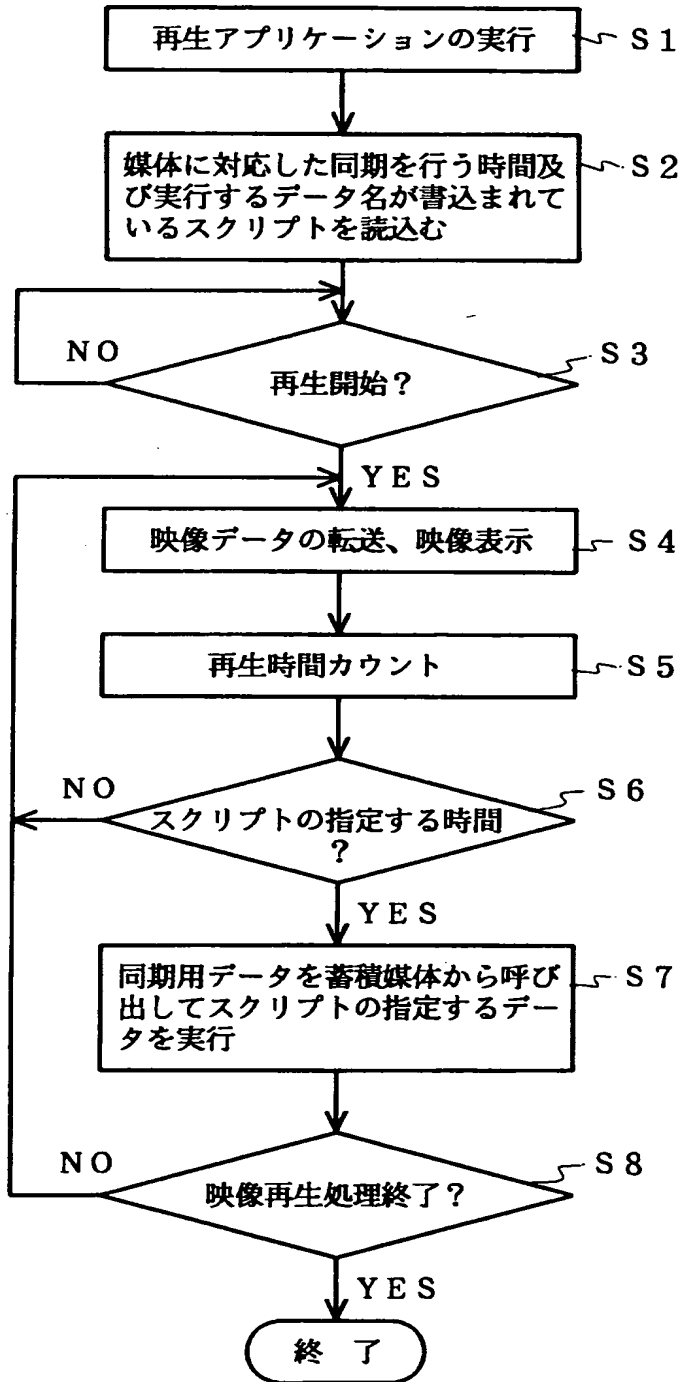 再生アプリケーションの実行
S1
媒体に対応した同期を行う時間及
び実行するデータ名が書込まれて
いるスクリプトを読込む
S2
NO
再生開始?
S3
YES
映像データの転送、映像表示
S4
再生時間カウント
S5
NO
スクリプトの指定する時間
?
S6
YES
同期用データを蓄積媒体から呼び
出してスクリプトの指定するデー
タを実行
S7
NO
映像再生処理終了?
S8
YES
終 了